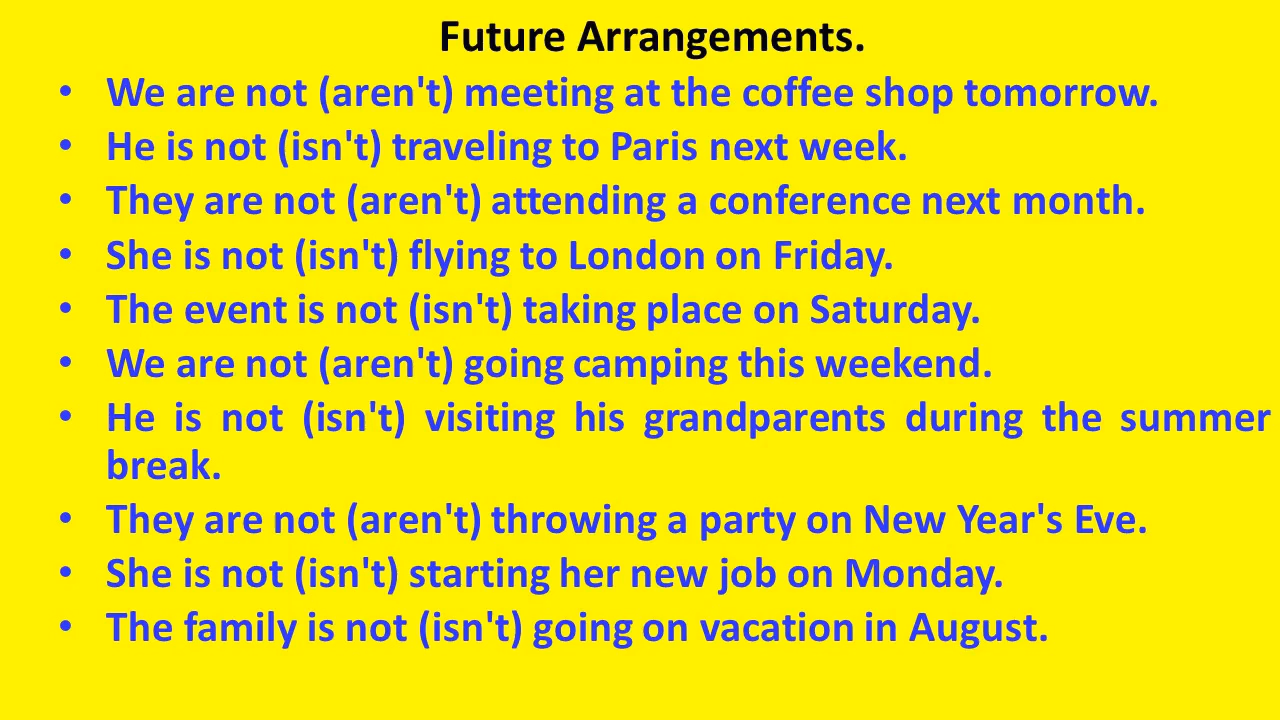 Future Arrangements.
• We are not (aren't) meeting at the coffee shop tomorrow.
• He is not (isn't) traveling to Paris next week.
• They are not (aren't) attending a conference next month.
• She is not (isn't) flying to London on Friday.
• The event is not (isn't) taking place on Saturday.
• We are not (aren't) going camping this weekend.
• He is not (isn't) visiting his grandparents during the summer
break.
• They are not (aren't) throwing a party on New Year's Eve.
• She is not (isn't) starting her new job on Monday.
• The family is not (isn't) going on vacation in August.